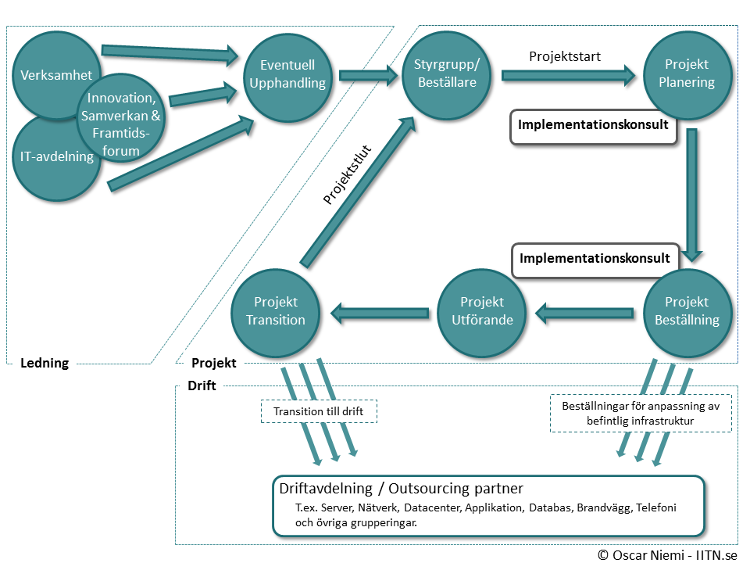 Verksamhet
Innovation,
Samverkan &
Framtids-
forum
IT-avdelning
Eventuell
Upphandling
Ledning
Styrgrupp/
Beställare
Projektstart
Projekt
Planering
Implementationskonsult
Projektstlut
Implementationskonsult
Projekt
Beställning
Projekt
Utförande
Projekt
Transition
Projekt
Drift
Transition till drift
Beställningar för anpassning av
befintlig infrastruktur
Driftavdelning / Outsourcing partner
T.ex. Server, Nätverk, Datacenter, Applikation, Databas, Brandvägg, Telefoni
och övriga grupperingar.
© Oscar Niemi - IITN.se